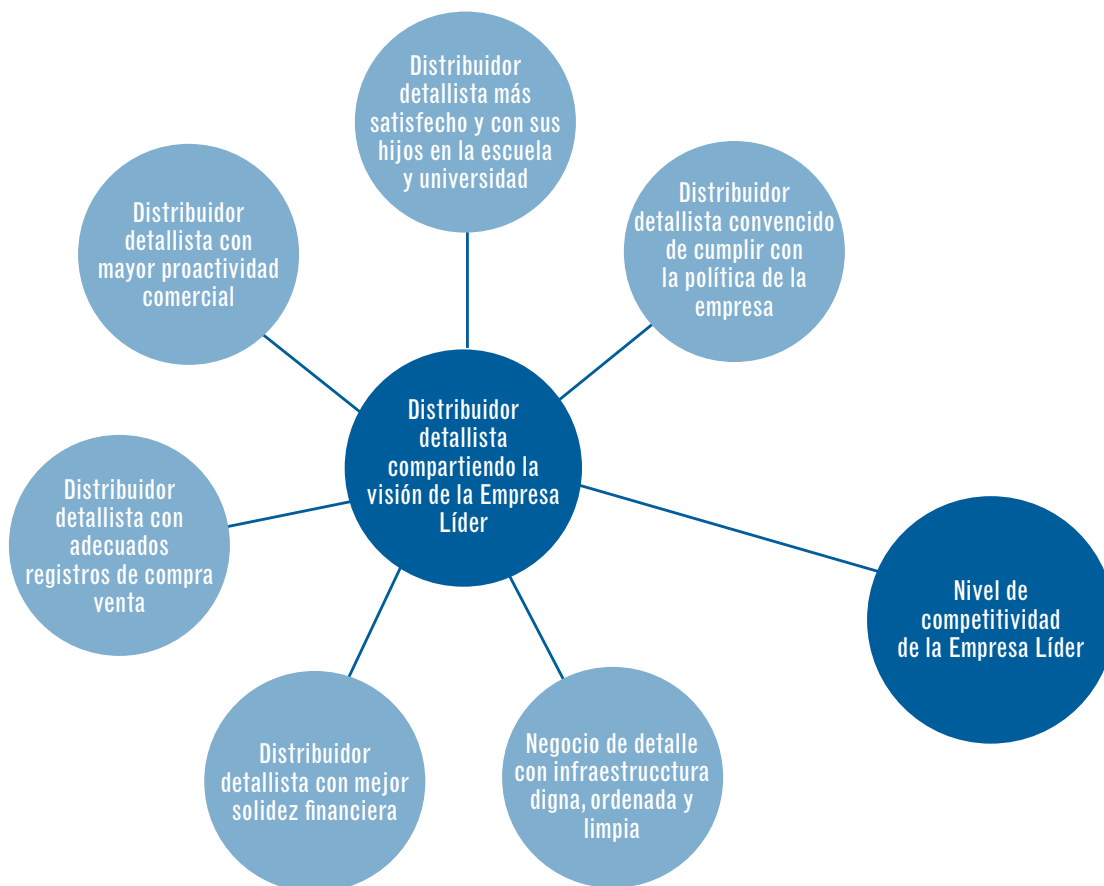 Distribuidor
detallista más
satisfecho y con sus
hijos en la escuela
y universidad
Distribuidor
detallista convencido
de cumplir con
la política de la
empresa
Distribuidor
detallista con
mayor proactividad
comercial
Distribuidor
detallista
compartiendo la
visión de la Empresa
Líder
Distribuidor
detallista con
adecuados
registros de compra
venta
Nivel de
competitividad
de la Empresa Líder
Distribuidor
detallista con mejor
solidez financiera
Negocio de detalle
con infraestrucctura
digna, ordenada y
limpia